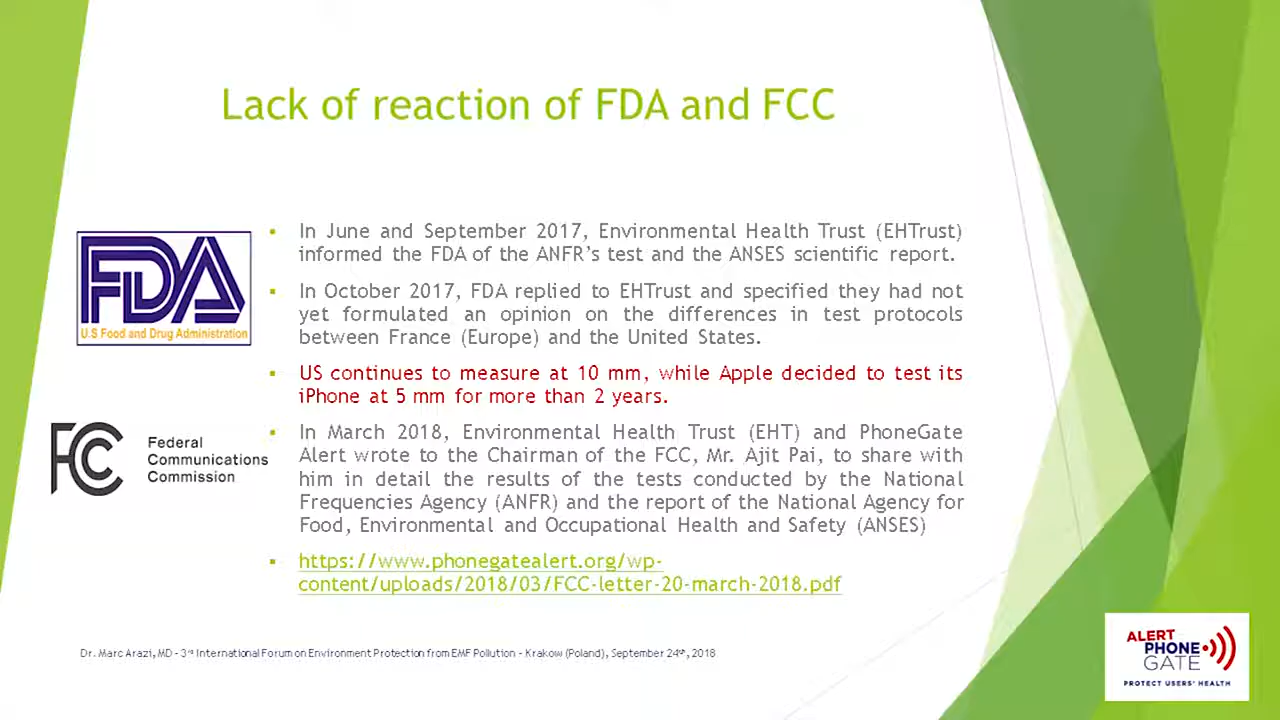 Lack of reaction of FDA and FCC
FDA
U.S Food and Drug Administration
▪ In June and September 2017, Environmental Health Trust (EHTrust)
informed the FDA of the ANFR’s test and the ANSES scientific report.
▪ In October 2017, FDA replied to EHTrust and specified they had not
yet formulated an opinion on the differences in test protocols
between France (Europe) and the United States.
▪ US continues to measure at 10 mm, while Apple decided to test its
iPhone at 5 mm for more than 2 years.
FCC
Federal
Communications
Commission
▪ In March 2018, Environmental Health Trust (EHT) and PhoneGate
Alert wrote to the Chairman of the FCC, Mr. Ajit Pai, to share with
him in detail the results of the tests conducted by the National
Frequencies Agency (ANFR) and the report of the National Agency for
Food, Environmental and Occupational Health and Safety (ANSES)
▪ https://www.phonegatealert.org/wp-
content/uploads/2018/03/FCC-letter-20-march-2018.pdf
Dr. Marc Arazi, MD – 3rd International Forum on Environment Protection from EMF Pollution – Krakow (Poland), September 24th, 2018
ALERT
PHONE
GATE
PROTECT USERS' HEALTH